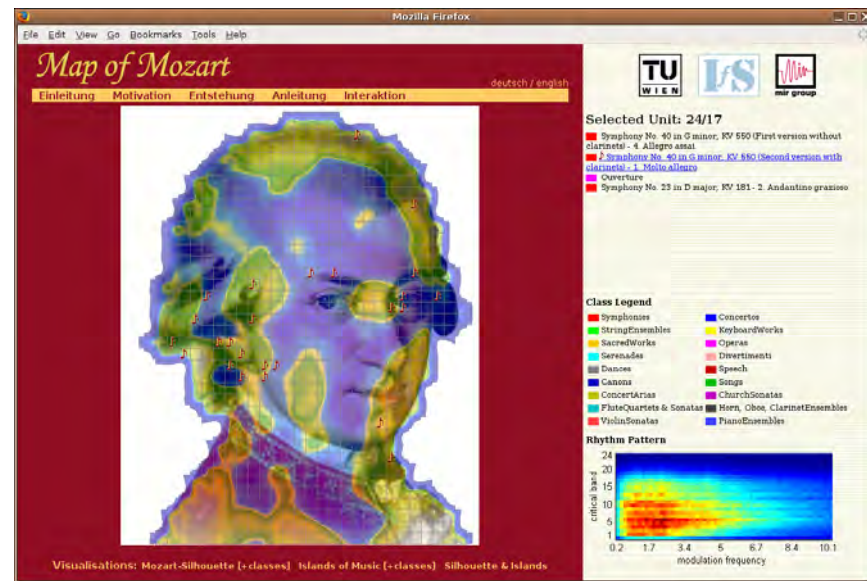 Mozilla Firefox
File Edit View Go Bookmarks Tools Help
Map of Mozart
deutsch / english
Einleitung Motivation Entstehung Anleitung Interaktion
TU
WIEN
IfS
Mir
mir group
Selected Unit: 24/17
Symphony No. 40 in G minor, KV 550 (First version without
clarinets) - 4. Allegro assai
Symphony No. 40 in G minor, KV 550 (Second version with
clarinets) - 1. Molto allegro
Ouverture
Symphony No. 23 in D major, KV 181 - 2. Andantino grazioso
Class Legend
Symphonies Concertos
StringEnsembles KeyboardWorks
SacredWorks Operas
Serenades Divertimenti
Dances Speech
Canons Songs
ConcertArias ChurchSonatas
FluteQuartets & Sonatas Horn, Oboe, ClarinetEnsembles
ViolinSonatas PianoEnsembles
Rhythm Pattern
critical band
24
20
15
10
5
1
0.2 1.7 3.4 5 6.7 8.4 10.1
modulation frequency
Visualisations: Mozart-Silhouette [+classes] Islands of Music [+classes] Silhouette & Islands